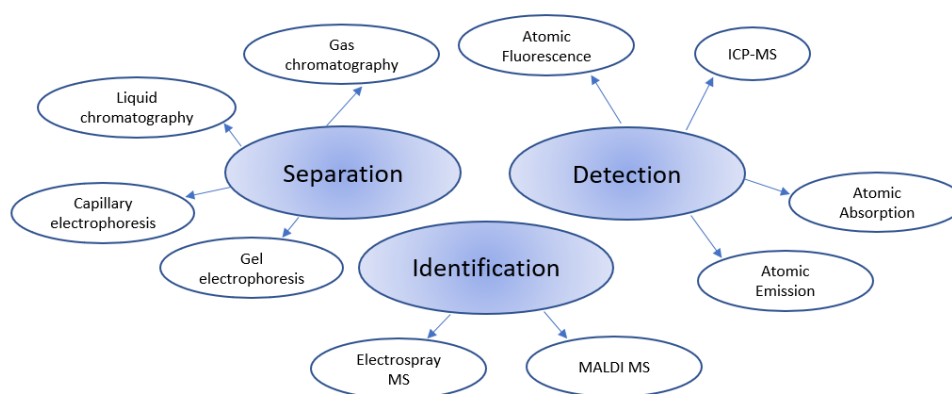 Gas
chromatography
Atomic
Fluorescence
ICP-MS
Liquid
chromatography
Separation
Detection
Capillary
electrophoresis
Atomic
Absorption
Gel
electrophoresis
Identification
Atomic
Emission
Electrospray
MS
MALDI MS